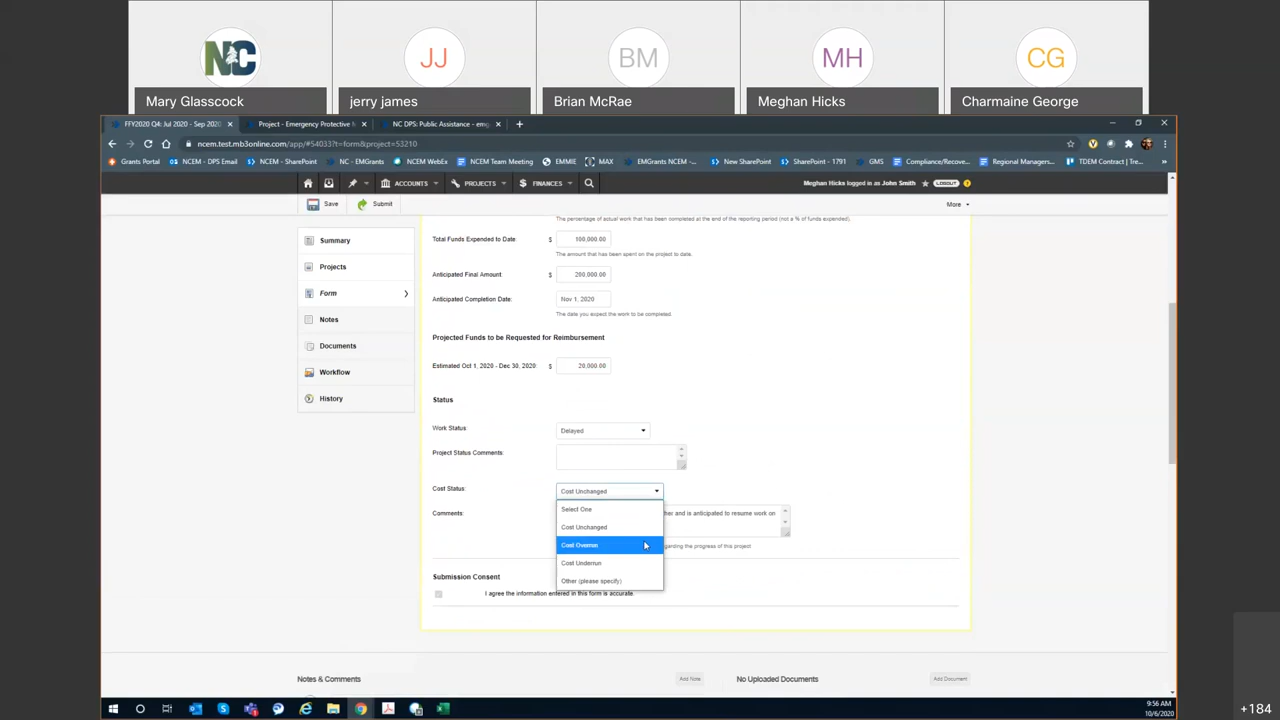 NC
JJ
BM
MH
CG
Mary Glasscock
jerry james
Brian McRae
Meghan Hicks
Charmaine George
FFY2020 Q4: Jul 2020 - Sep 2020 ×
Project - Emergency Protective M ×
NC DPS: Public Assistance - emg ×
ncem.test.mb3online.com/app/#54033?t=form&project=53210
Grants Portal
NCEM - DPS Email
NCEM - SharePoint
NC - EMGrants
NCEM WebEx
NCEM Team Meeting
EMMIE
MAX
EMGrants NCEM -...
New SharePoint
SharePoint - 1791
GMS
Compliance/Recove...
Regional Managers...
TDEM Contract | Tre...
ACCOUNTS
PROJECTS
$ FINANCES
Meghan Hicks logged in as John Smith
LOGOUT
Save
Submit
More
Summary
Projects
Form
Notes
Documents
Workflow
History
The percentage of actual work that has been completed at the end of the reporting period (not a % of funds expended).
Total Funds Expended to Date: $ 100,000.00
The amount that has been spent on the project to date.
Anticipated Final Amount: $ 200,000.00
Anticipated Completion Date: Nov 1, 2020
The date you expect the work to be completed.
Projected Funds to be Requested for Reimbursement
Estimated Oct 1, 2020 - Dec 30, 2020: $ 20,000.00
Status
Work Status Delayed
Project Status Comments:
Cost Status: Cost Unchanged
Select One
Comments: her and is anticipated to resume work on
Cost Unchanged
Cost Overrun
garding the progress of this project
Cost Underrun
Submission Consent
Other (please specify)
I agree the information entered in this form is accurate.
Notes & Comments
Add Note
No Uploaded Documents
Add Document
9:56 AM
10/6/2020
+184